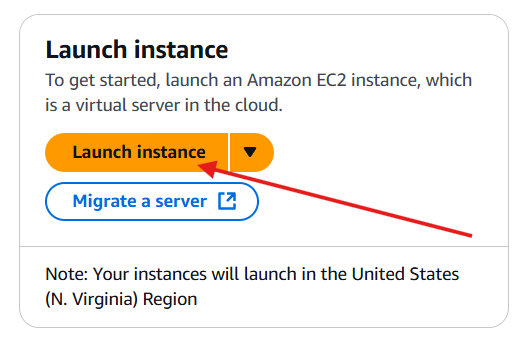 Launch instance
To get started, launch an Amazon EC2 instance, which
is a virtual server in the cloud.
Launch instance
Migrate a server
Note: Your instances will launch in the United States
(N. Virginia) Region